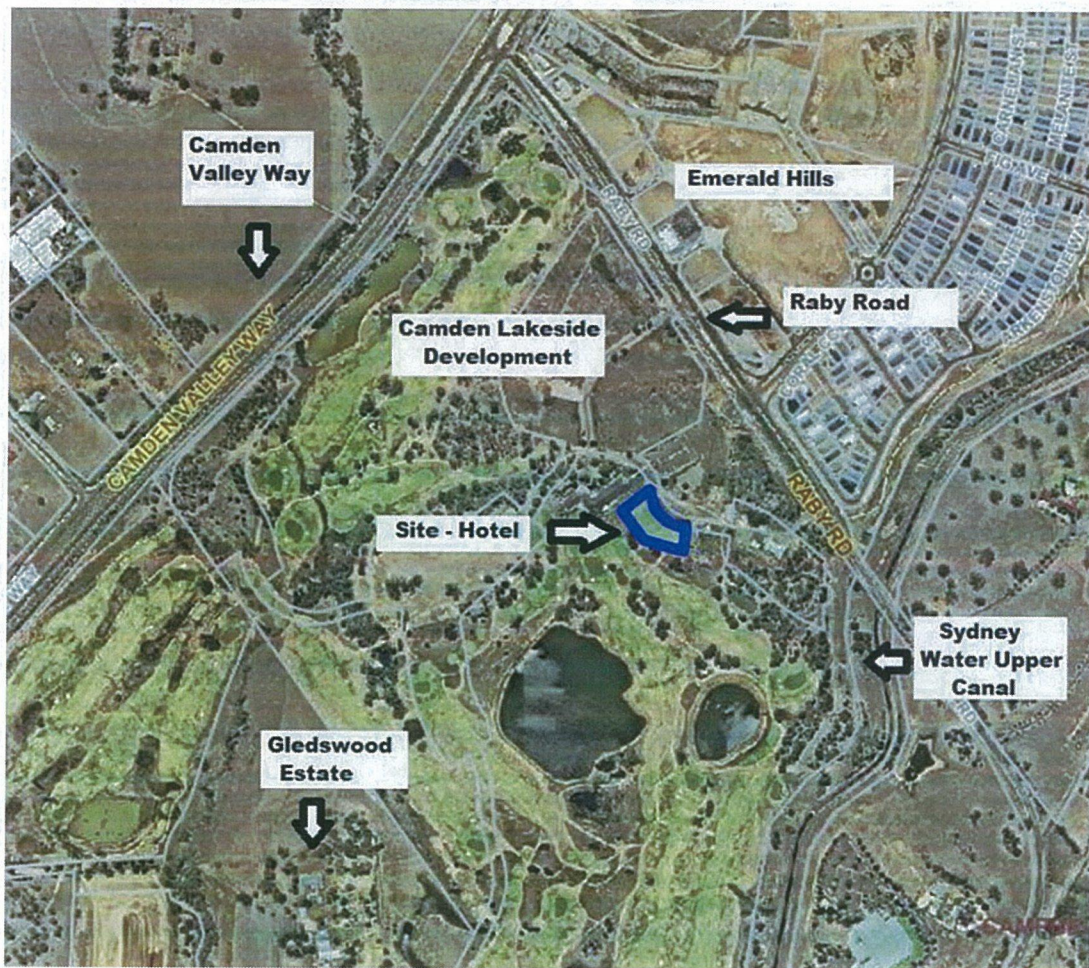 Camden
Valley Way
Emerald Hills
RABY RD
Raby Road
Camden Lakeside
Development
CAMDEN VALLEY WAY
Site - Hotel
RABY RD
Sydney
Water Upper
Canal
Gledswood
Estate